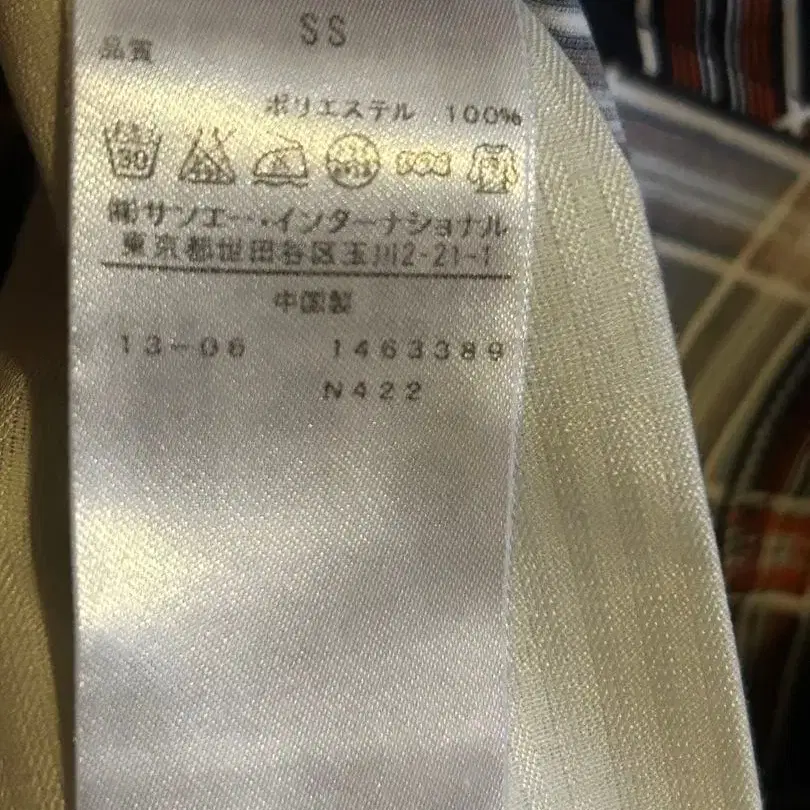 SS
品質
ポリエステル 100%
30
㈱サンエー・インターナショナル
東京都世田谷区玉川2-21-1
中国製
13-06 1463389
N422